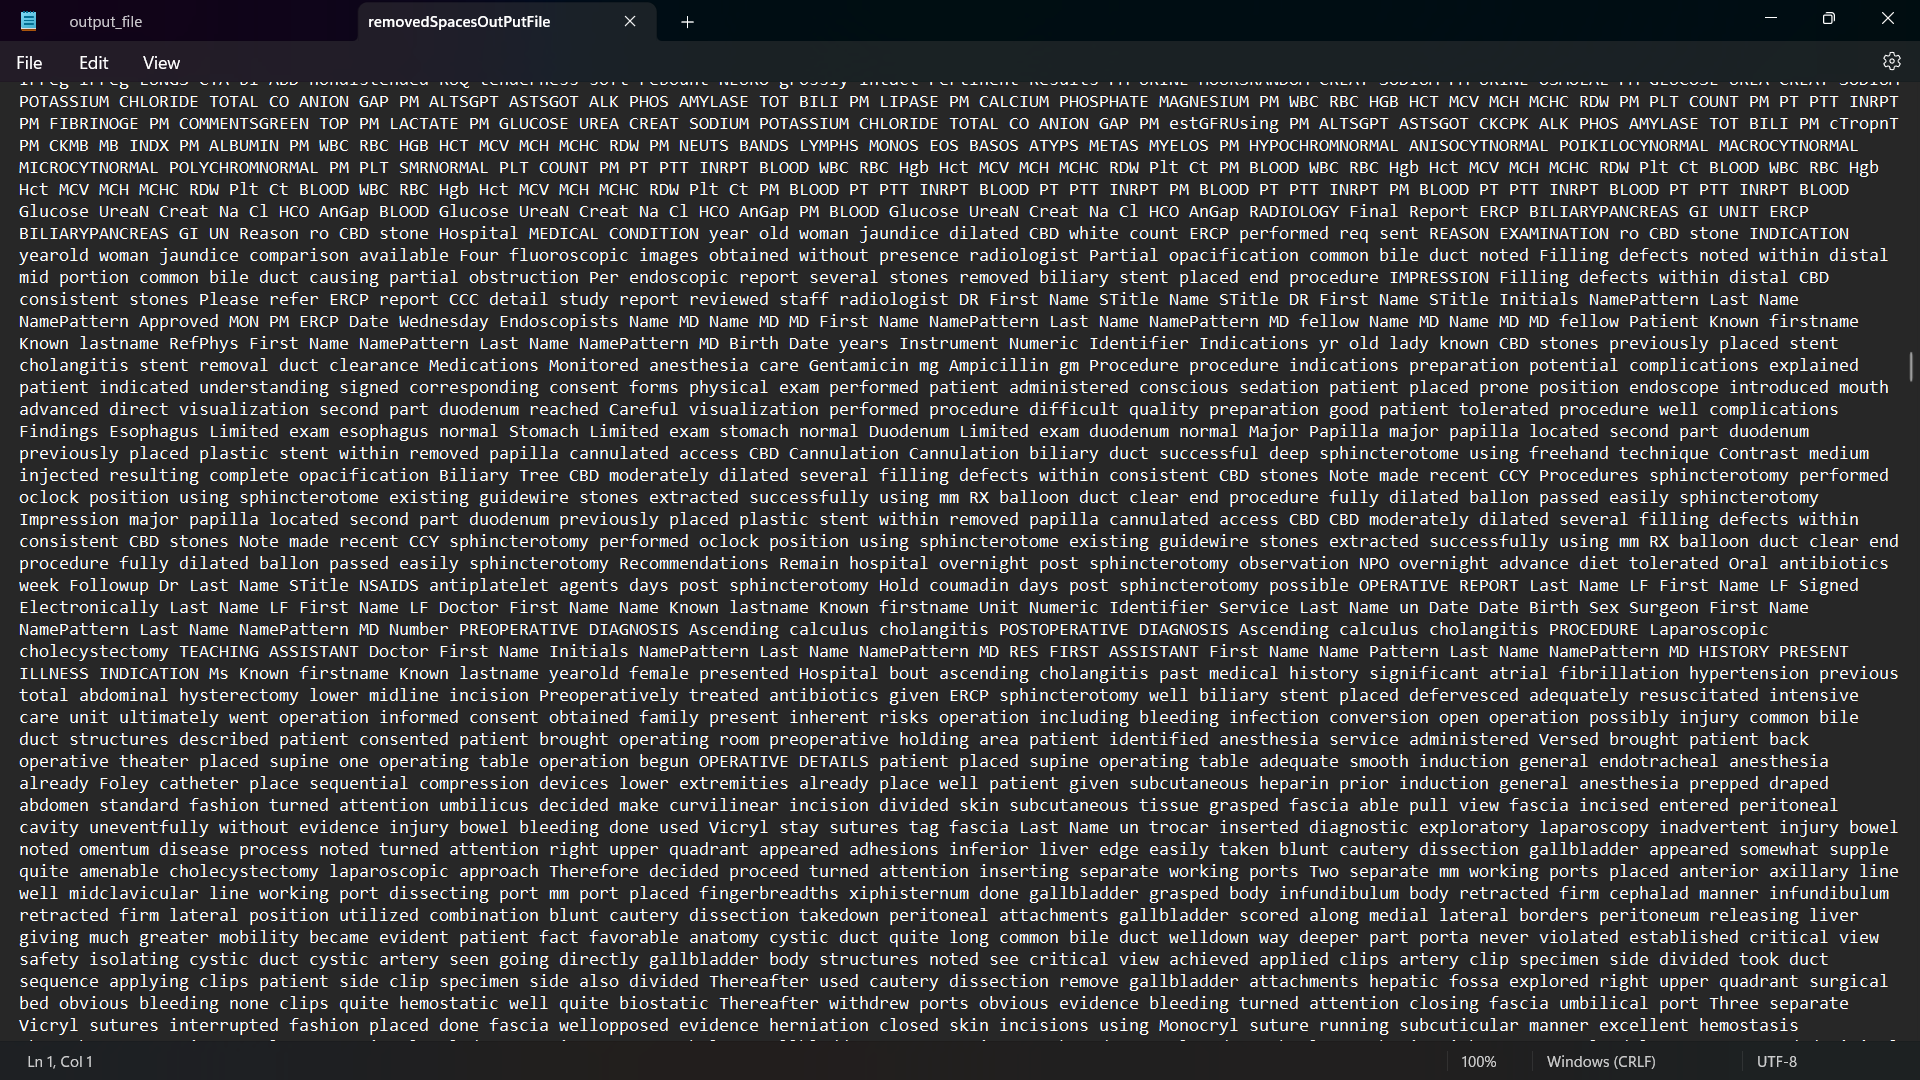 output_file
removedSpacesOutPutFile
File Edit View
POTASSIUM CHLORIDE TOTAL CO ANION GAP PM ALTSGPT ASTSGOT ALK PHOS AMYLASE TOT BILI PM LIPASE PM CALCIUM PHOSPHATE MAGNESIUM PM WBC RBC HGB HCT MCV MCH MCHC RDW PM PLT COUNT PM PT PTT INRPT
PM FIBRINOGE PM COMMENTSGREEN TOP PM LACTATE PM GLUCOSE UREA CREAT SODIUM POTASSIUM CHLORIDE TOTAL CO ANION GAP PM estGFRUsing PM ALTSGPT ASTSGOT CKCPK ALK PHOS AMYLASE TOT BILI PM cTropnT
PM CKMB MB INDX PM ALBUMIN PM WBC RBC HGB HCT MCV MCH MCHC RDW PM NEUTS BANDS LYMPHS MONOS EOS BASOS ATYPS METAS MYELOS PM HYPOCHROMNORMAL ANISOCYTNORMAL POIKILOCYNORMAL MACROCYTNORMAL
MICROCYTNORMAL POLYCHROMNORMAL PM PLT SMRNORMAL PLT COUNT PM PT PTT INRPT BLOOD WBC RBC Hgb Hct MCV MCH MCHC RDW Plt Ct PM BLOOD WBC RBC Hgb Hct MCV MCH MCHC RDW Plt Ct BLOOD WBC RBC Hgb
Hct MCV MCH MCHC RDW Plt Ct BLOOD WBC RBC Hgb Hct MCV MCH MCHC RDW Plt Ct PM BLOOD PT PTT INRPT BLOOD PT PTT INRPT PM BLOOD PT PTT INRPT PM BLOOD PT PTT INRPT BLOOD PT PTT INRPT BLOOD
Glucose UreaN Creat Na Cl HCO AnGap BLOOD Glucose UreaN Creat Na Cl HCO AnGap PM BLOOD Glucose UreaN Creat Na Cl HCO AnGap RADIOLOGY Final Report ERCP BILIARYPANCREAS GI UNIT ERCP
BILIARYPANCREAS GI UN Reason ro CBD stone Hospital MEDICAL CONDITION year old woman jaundice dilated CBD white count ERCP performed req sent REASON EXAMINATION ro CBD stone INDICATION
yearold woman jaundice comparison available Four fluoroscopic images obtained without presence radiologist Partial opacification common bile duct noted Filling defects noted within distal
mid portion common bile duct causing partial obstruction Per endoscopic report several stones removed biliary stent placed end procedure IMPRESSION Filling defects within distal CBD
consistent stones Please refer ERCP report CCC detail study report reviewed staff radiologist DR First Name STitle Name STitle DR First Name STitle Initials NamePattern Last Name
NamePattern Approved MON PM ERCP Date Wednesday Endoscopists Name MD Name MD MD First Name NamePattern Last Name NamePattern MD fellow Name MD Name MD MD fellow Patient Known firstname
Known lastname RefPhys First Name NamePattern Last Name NamePattern MD Birth Date years Instrument Numeric Identifier Indications yr old lady known CBD stones previously placed stent
cholangitis stent removal duct clearance Medications Monitored anesthesia care Gentamicin mg Ampicillin gm Procedure procedure indications preparation potential complications explained
patient indicated understanding signed corresponding consent forms physical exam performed patient administered conscious sedation patient placed prone position endoscope introduced mouth
advanced direct visualization second part duodenum reached Careful visualization performed procedure difficult quality preparation good patient tolerated procedure well complications
Findings Esophagus Limited exam esophagus normal Stomach Limited exam stomach normal Duodenum Limited exam duodenum normal Major Papilla major papilla located second part duodenum
previously placed plastic stent within removed papilla cannulated access CBD Cannulation Cannulation biliary duct successful deep sphincterotome using freehand technique Contrast medium
injected resulting complete opacification Biliary Tree CBD moderately dilated several filling defects within consistent CBD stones Note made recent CCY Procedures sphincterotomy performed
oclock position using sphincterotome existing guidewire stones extracted successfully using mm RX balloon duct clear end procedure fully dilated ballon passed easily sphincterotomy
Impression major papilla located second part duodenum previously placed plastic stent within removed papilla cannulated access CBD CBD moderately dilated several filling defects within
consistent CBD stones Note made recent CCY sphincterotomy performed oclock position using sphincterotome existing guidewire stones extracted successfully using mm RX balloon duct clear end
procedure fully dilated ballon passed easily sphincterotomy Recommendations Remain hospital overnight post sphincterotomy observation NPO overnight advance diet tolerated Oral antibiotics
week Followup Dr Last Name STitle NSAIDS antiplatelet agents days post sphincterotomy Hold coumadin days post sphincterotomy possible OPERATIVE REPORT Last Name LF First Name LF Signed
Electronically Last Name LF First Name LF Doctor First Name Name Known lastname Known firstname Unit Numeric Identifier Service Last Name un Date Date Birth Sex Surgeon First Name
NamePattern Last Name NamePattern MD Number PREOPERATIVE DIAGNOSIS Ascending calculus cholangitis POSTOPERATIVE DIAGNOSIS Ascending calculus cholangitis PROCEDURE Laparoscopic
cholecystectomy TEACHING ASSISTANT Doctor First Name Initials NamePattern Last Name NamePattern MD RES FIRST ASSISTANT First Name Name Pattern Last Name NamePattern MD HISTORY PRESENT
ILLNESS INDICATION Ms Known firstname Known lastname yearold female presented Hospital bout ascending cholangitis past medical history significant atrial fibrillation hypertension previous
total abdominal hysterectomy lower midline incision Preoperatively treated antibiotics given ERCP sphincterotomy well biliary stent placed defervesced adequately resuscitated intensive
care unit ultimately went operation informed consent obtained family present inherent risks operation including bleeding infection conversion open operation possibly injury common bile
duct structures described patient consented patient brought operating room preoperative holding area patient identified anesthesia service administered Versed brought patient back
operative theater placed supine one operating table operation begun OPERATIVE DETAILS patient placed supine operating table adequate smooth induction general endotracheal anesthesia
already Foley catheter place sequential compression devices lower extremities already place well patient given subcutaneous heparin prior induction general anesthesia prepped draped
abdomen standard fashion turned attention umbilicus decided make curvilinear incision divided skin subcutaneous tissue grasped fascia able pull view fascia incised entered peritoneal
cavity uneventfully without evidence injury bowel bleeding done used Vicryl stay sutures tag fascia Last Name un trocar inserted diagnostic exploratory laparoscopy inadvertent injury bowel
noted omentum disease process noted turned attention right upper quadrant appeared adhesions inferior liver edge easily taken blunt cautery dissection gallbladder appeared somewhat supple
quite amenable cholecystectomy laparoscopic approach Therefore decided proceed turned attention inserting separate working ports Two separate mm working ports placed anterior axillary line
well midclavicular line working port dissecting port mm port placed fingerbreadths xiphisternum done gallbladder grasped body infundibulum body retracted firm cephalad manner infundibulum
retracted firm lateral position utilized combination blunt cautery dissection takedown peritoneal attachments gallbladder scored along medial lateral borders peritoneum releasing liver
giving much greater mobility became evident patient fact favorable anatomy cystic duct quite long common bile duct welldown way deeper part porta never violated established critical view
safety isolating cystic duct cystic artery seen going directly gallbladder body structures noted see critical view achieved applied clips artery clip specimen side divided took duct
sequence applying clips patient side clip specimen side also divided Thereafter used cautery dissection remove gallbladder attachments hepatic fossa explored right upper quadrant surgical
bed obvious bleeding none clips quite hemostatic well quite biostatic Thereafter withdrew ports obvious evidence bleeding turned attention closing fascia umbilical port Three separate
Vicryl sutures interrupted fashion placed done fascia wellopposed evidence herniation closed skin incisions using Monocryl suture running subcuticular manner excellent hemostasis
Ln 1, Col 1 100% Windows (CRLF) UTF-8